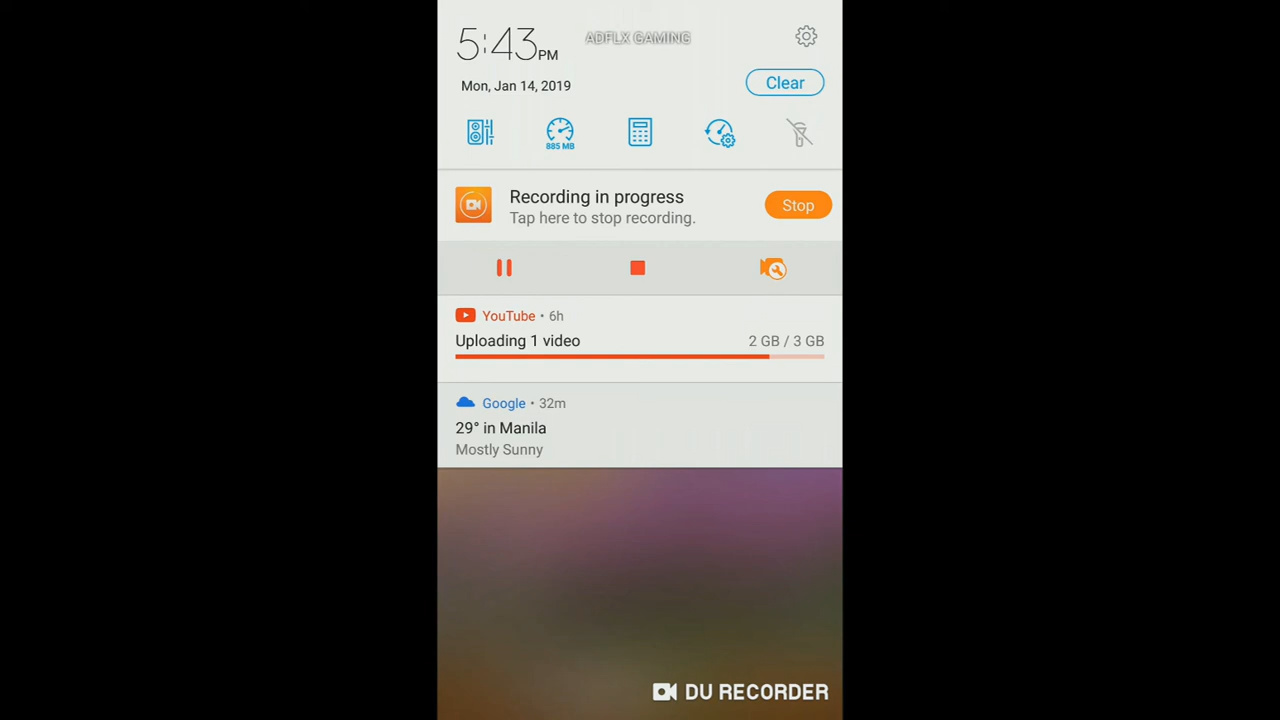 5:43PM
ADFLX GAMING
Mon, Jan 14, 2019
Clear
885 MB
Recording in progress
Tap here to stop recording.
Stop
YouTube • 6h
Uploading 1 video
2 GB / 3 GB
Google • 32m
29° in Manila
Mostly Sunny
DU RECORDER